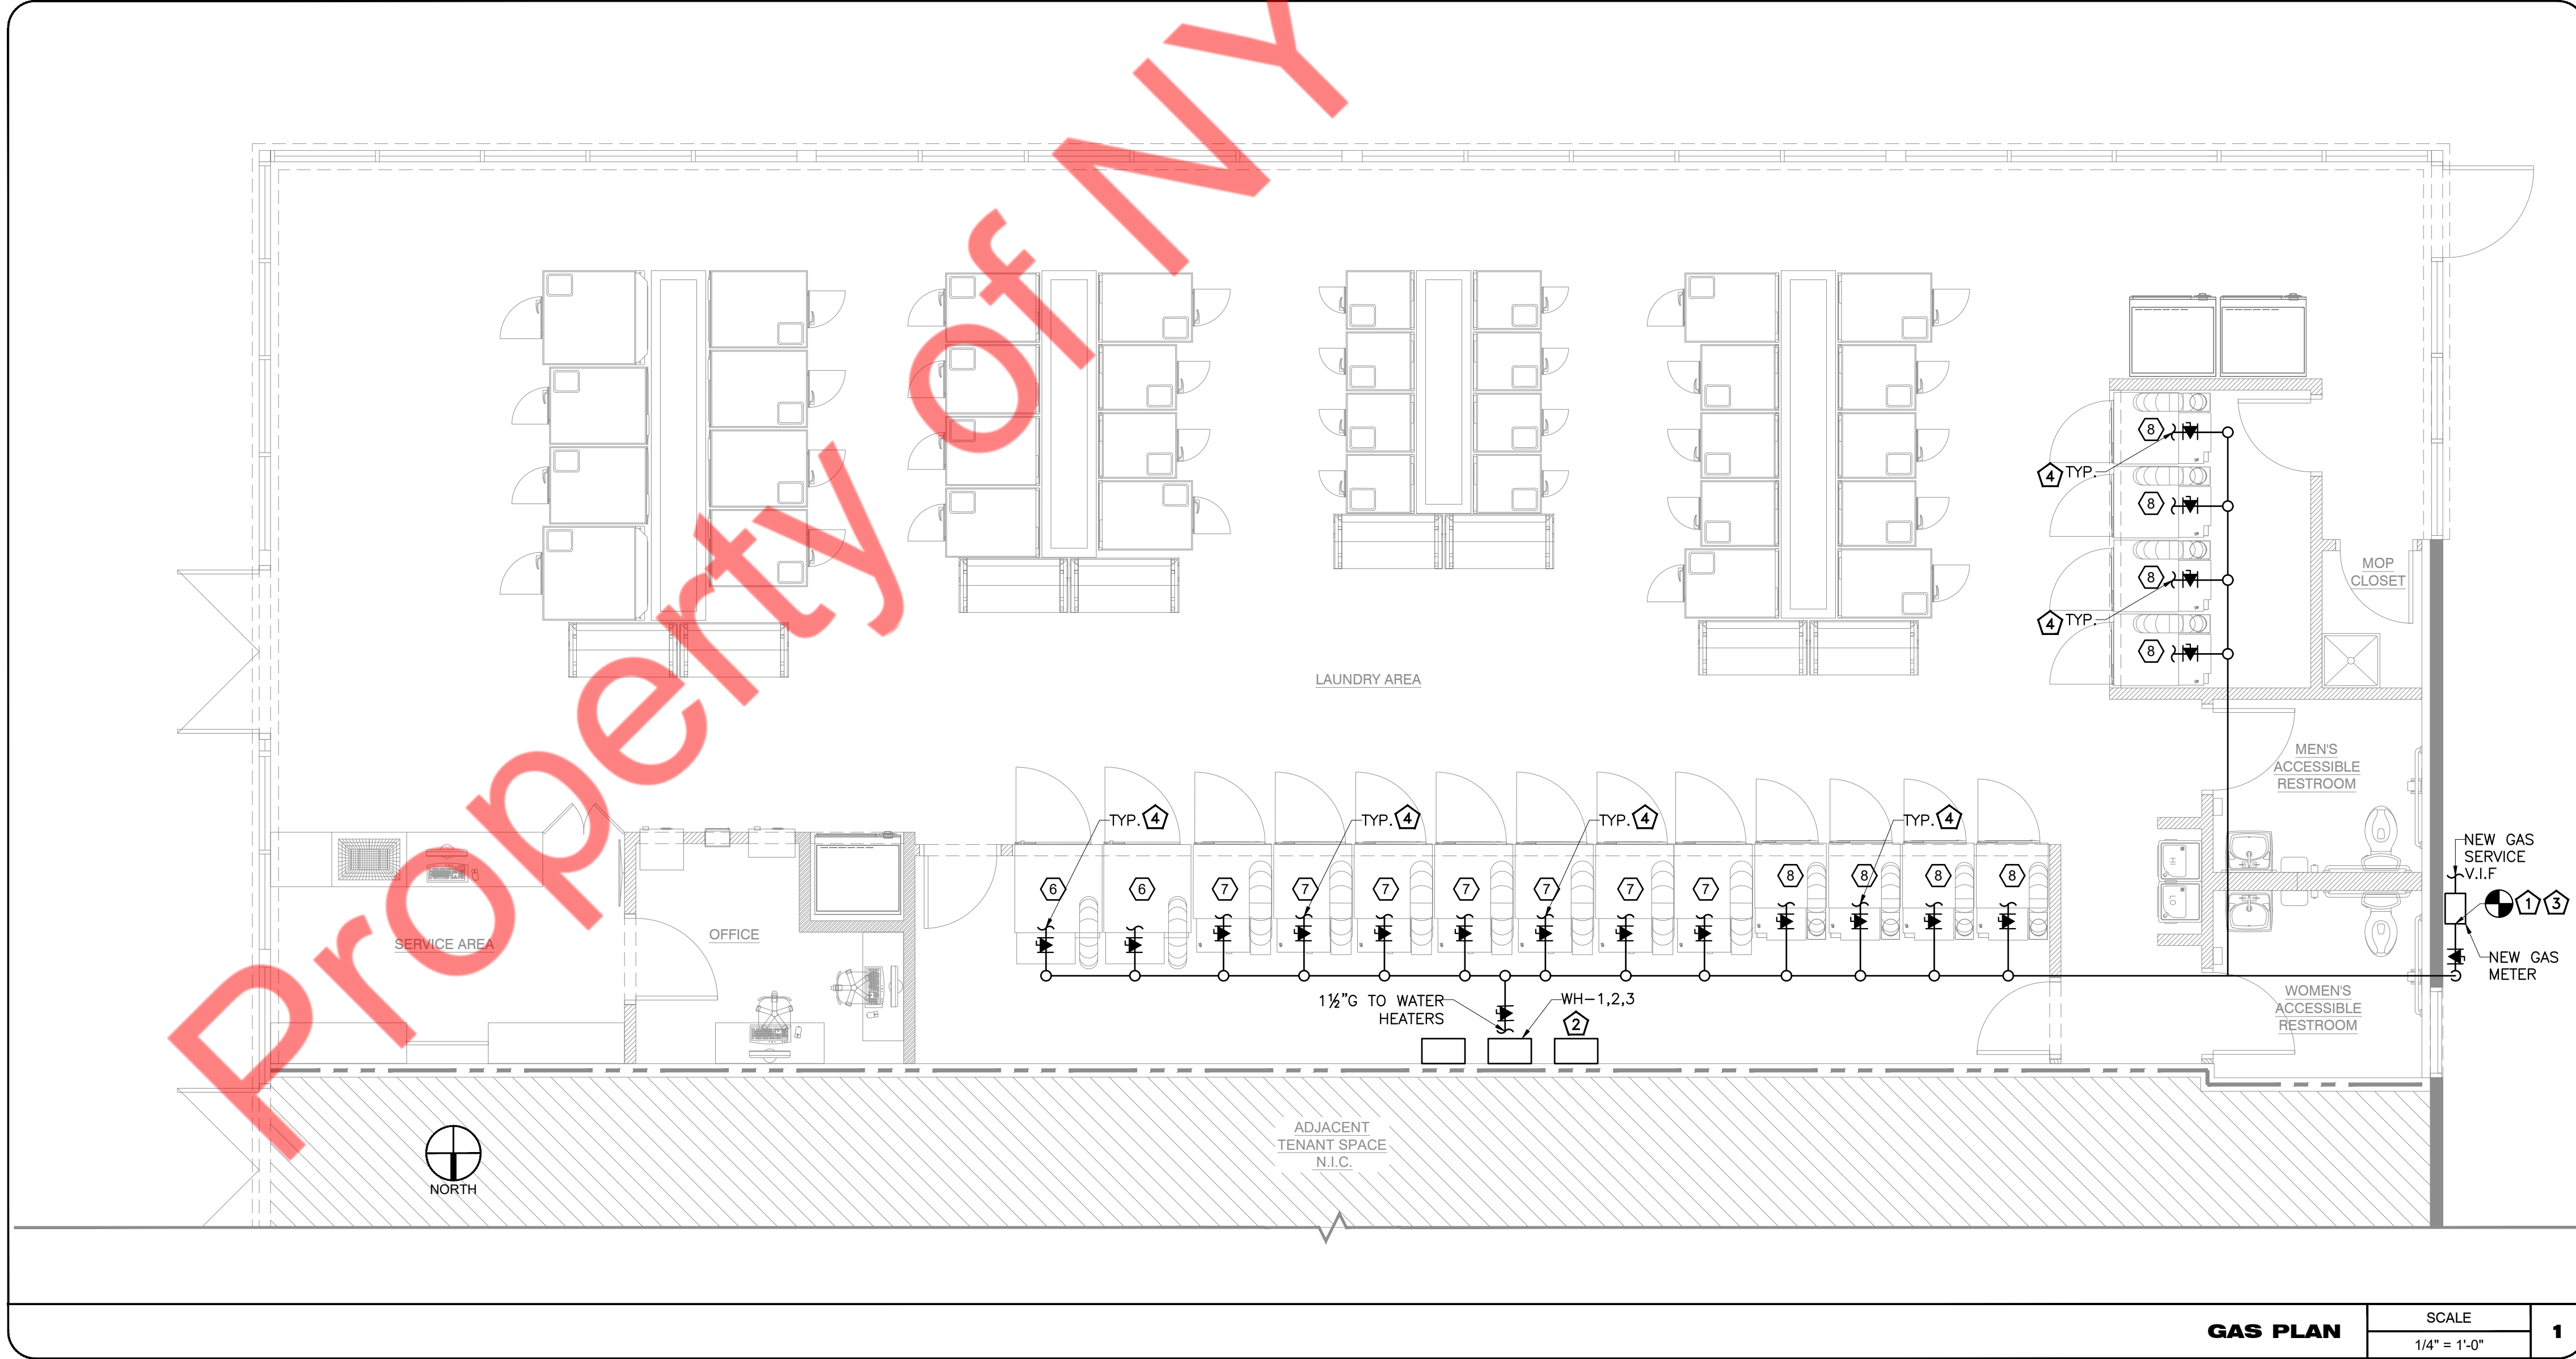 Property of NY
8
4 TYP.
8
8
4 TYP.
8
MOP
CLOSET
LAUNDRY AREA
MEN'S
ACCESSIBLE
RESTROOM
TYP. 4
TYP. 4
TYP. 4
TYP. 4
NEW GAS
SERVICE
V.I.F
6
6
7
7
7
7
7
7
7
8
8
8
8
1
3
SERVICE AREA
OFFICE
NEW GAS
METER
1½"G TO WATER
HEATERS
WH-1,2,3
2
WOMEN'S
ACCESSIBLE
RESTROOM
ADJACENT
TENANT SPACE
N.I.C.
NORTH
GAS PLAN
SCALE
1/4" = 1'-0"
1